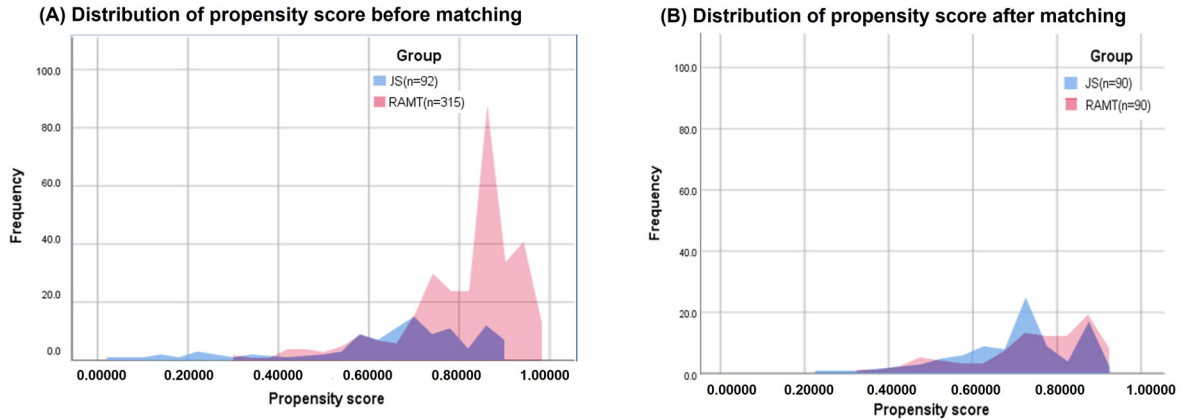 (A) Distribution of propensity score before matching
Group
JS(n=92)
RAMT(n=315)
Frequency
100.0
80.0
60.0
40.0
20.0
0.0
0.00000 0.20000 0.40000 0.60000 0.80000 1.00000
Propensity score
(B) Distribution of propensity score after matching
Group
JS(n=90)
RAMT(n=90)
Frequency
100.0
80.0
60.0
40.0
20.0
0.0
0.00000 0.20000 0.40000 0.60000 0.80000 1.00000
Propensity score